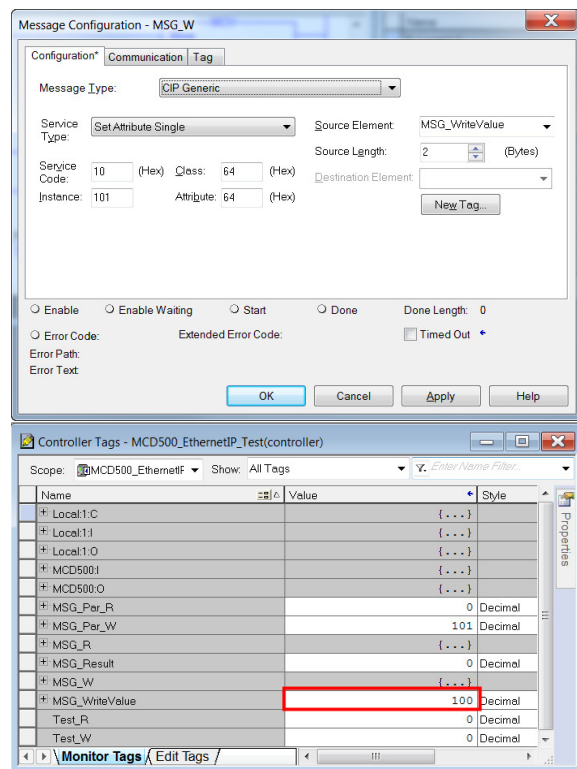 Message Configuration - MSG_W
Configuration* Communication Tag
Message Type: CIP Generic
Service Type: Set Attribute Single Source Element: MSG_WriteValue
Source Length: 2 (Bytes)
Service Code: 10 (Hex) Class: 64 (Hex) Destination Element:
Instance: 101 Attribute: 64 (Hex) New Tag...
Enable Enable Waiting Start Done Done Length: 0
Error Code: Extended Error Code: Timed Out
Error Path:
Error Text:
OK Cancel Apply Help
Controller Tags - MCD500_EthernetIP_Test(controller)
Scope: MCD500_EthernetIF Show: All Tags Enter Name Filter...
Name Value Style
Local:1:C {...}
Local:1:I {...}
Local:1:O {...}
MCD500:I {...}
MCD500:O {...}
MSG_Par_R 0 Decimal
MSG_Par_W 101 Decimal
MSG_R {...}
MSG_Result 0 Decimal
MSG_W {...}
MSG_WriteValue 100 Decimal
Test_R 0 Decimal
Test_W 0 Decimal
Monitor Tags Edit Tags
Properties